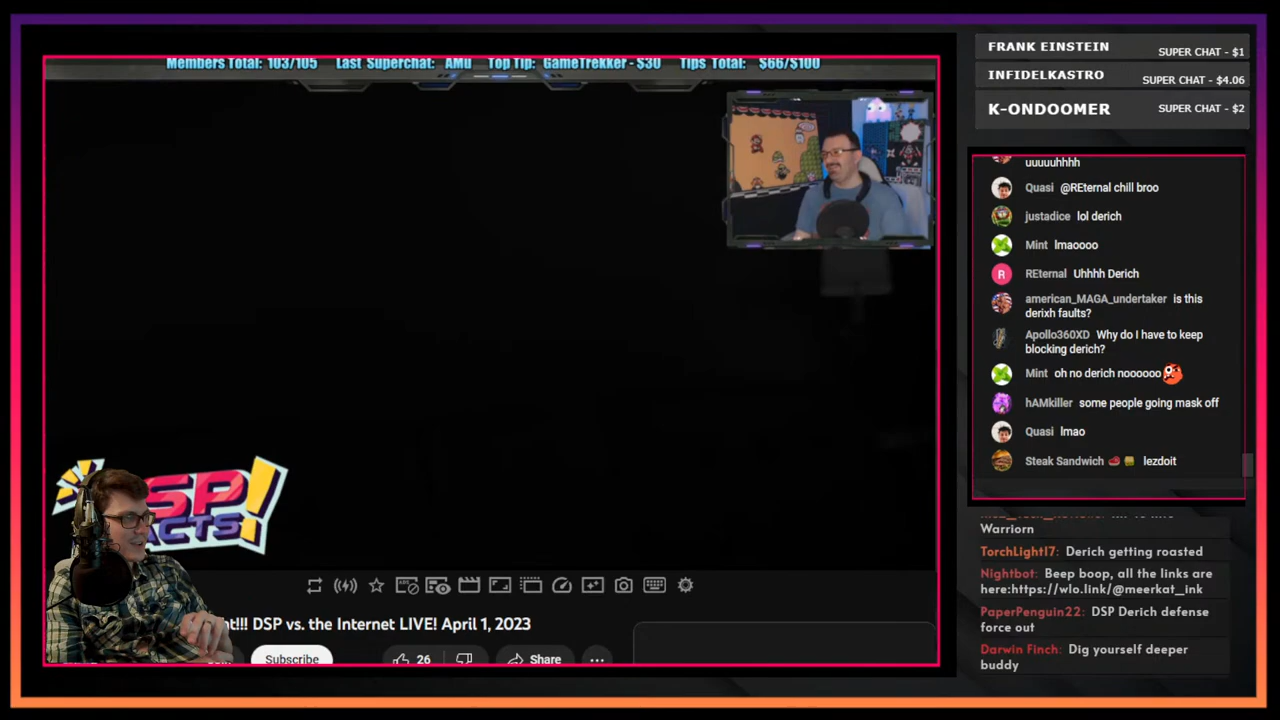 Members Total: 103/105 Last Superchat: AMU Top Tip: GameTrekker - $30 Tips Total: $66/$100
FRANK EINSTEIN SUPER CHAT - $1
INFIDELKASTRO SUPER CHAT - $4.06
K-ONDOOMER SUPER CHAT - $2
uuuuuhhhh
Quasi @REternal chill broo
justadice lol derich
Mint lmaoooo
R REternal Uhhhh Derich
american_MAGA_undertaker is this
derixh faults?
Apollo360XD Why do I have to keep
blocking derich?
Mint oh no derich noooooo
hAMkiller some people going mask off
Quasi lmao
Steak Sandwich lezdoit
Warriorn
TorchLight17: Derich getting roasted
Nightbot: Beep boop, all the links are
here:https://wlo.link/@meerkat_ink
PaperPenguin22: DSP Derich defense
force out
Darwin Finch: Dig yourself deeper
buddy
SP!
ACTS
t!!! DSP vs. the Internet LIVE! April 1, 2023
Subscribe 26 Share